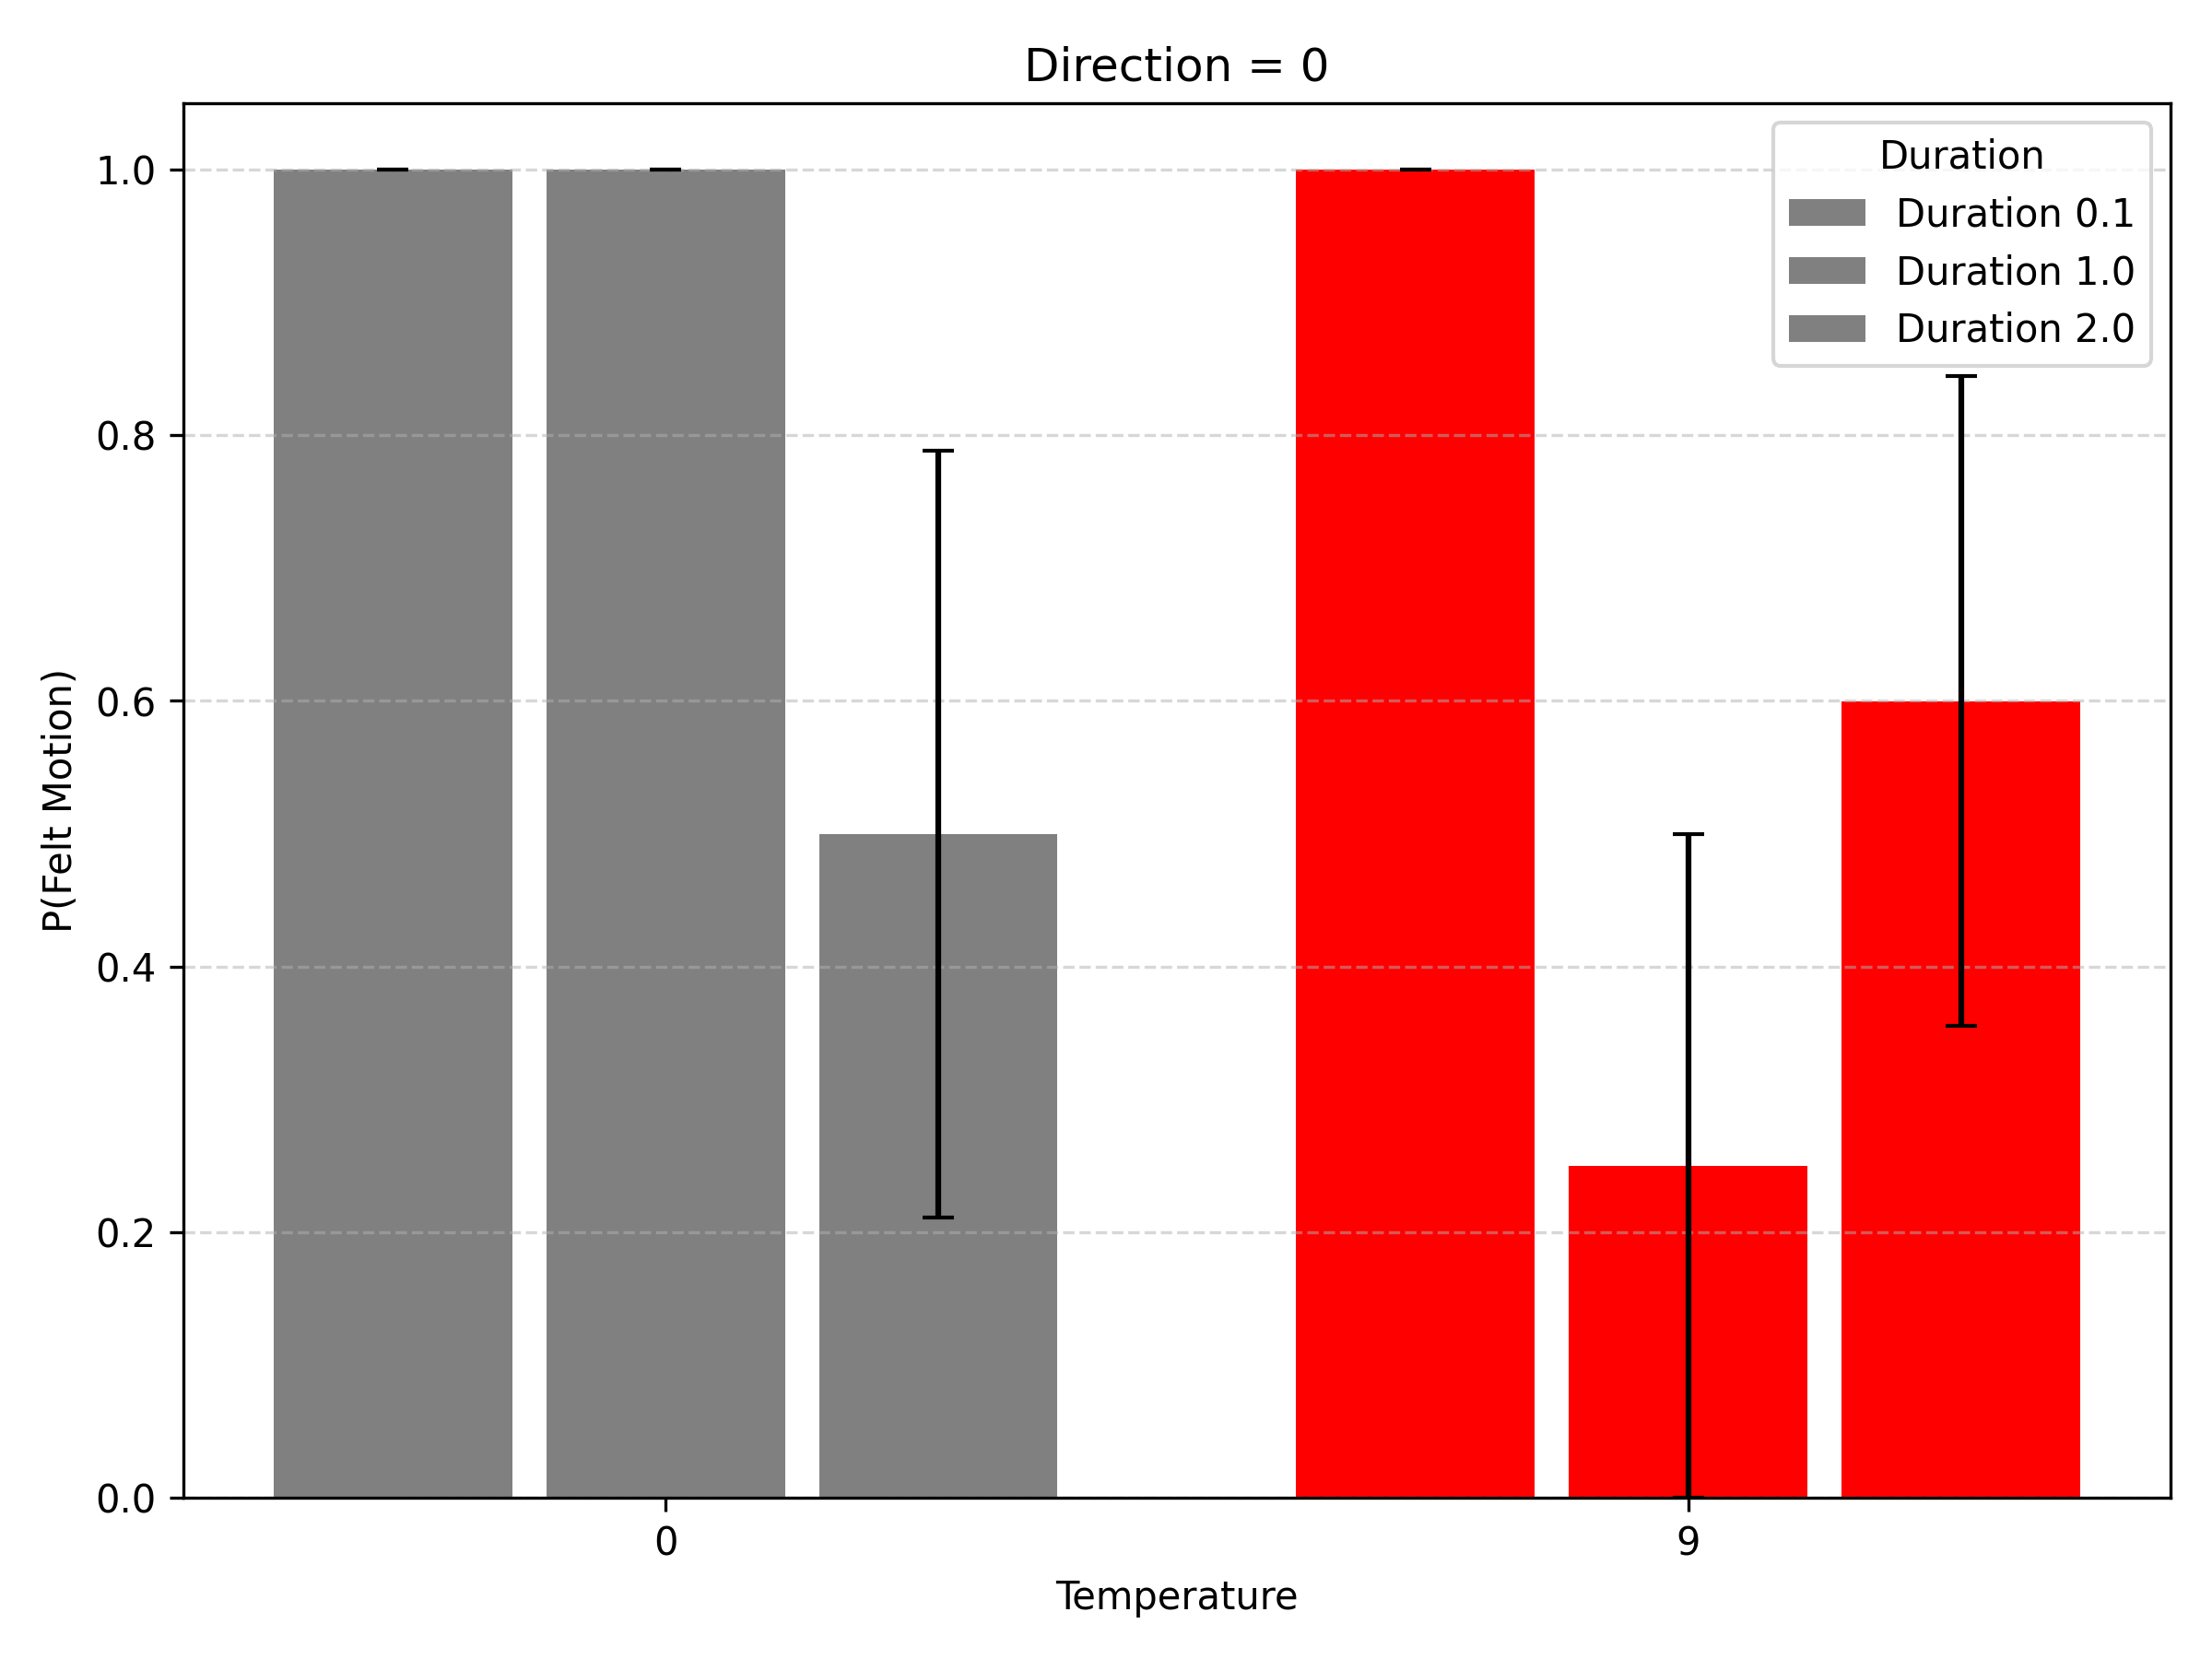 Direction = 0
Duration
Duration 0.1
Duration 1.0
Duration 2.0
P(Felt Motion)
1.0
0.8
0.6
0.4
0.2
0.0
0
9
Temperature